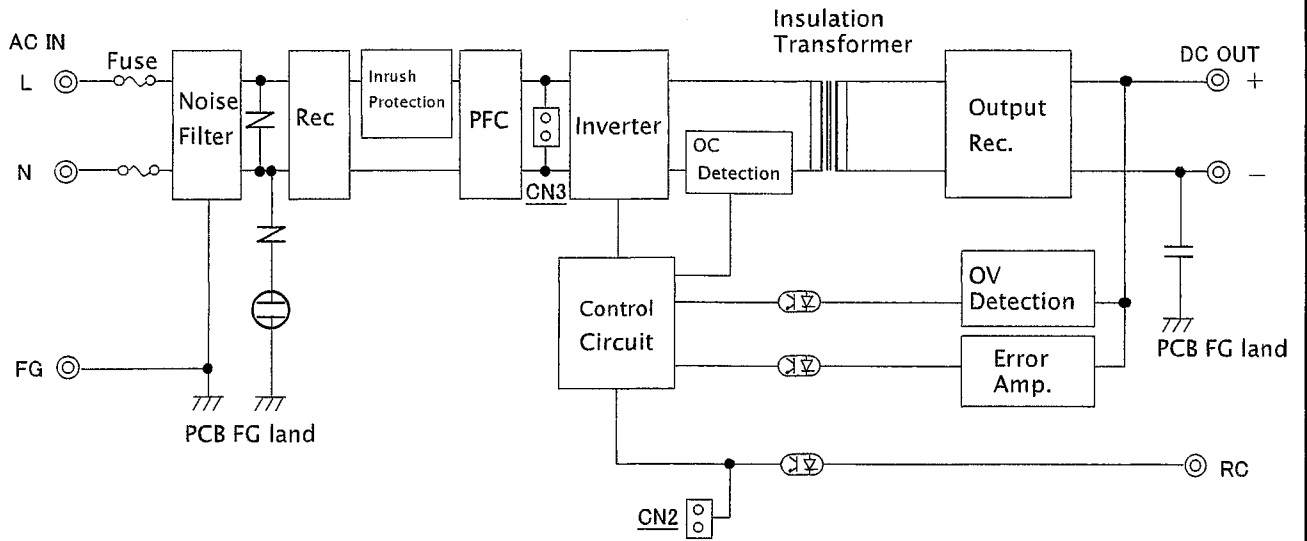 Insulation
Transformer
AC IN
Fuse
L
N
FG
Noise
Filter
Rec
Inrush
Protection
PFC
CN3
Inverter
OC
Detection
Output
Rec.
DC OUT
+
−
Control
Circuit
OV
Detection
Error
Amp.
PCB FG land
PCB FG land
RC
CN2